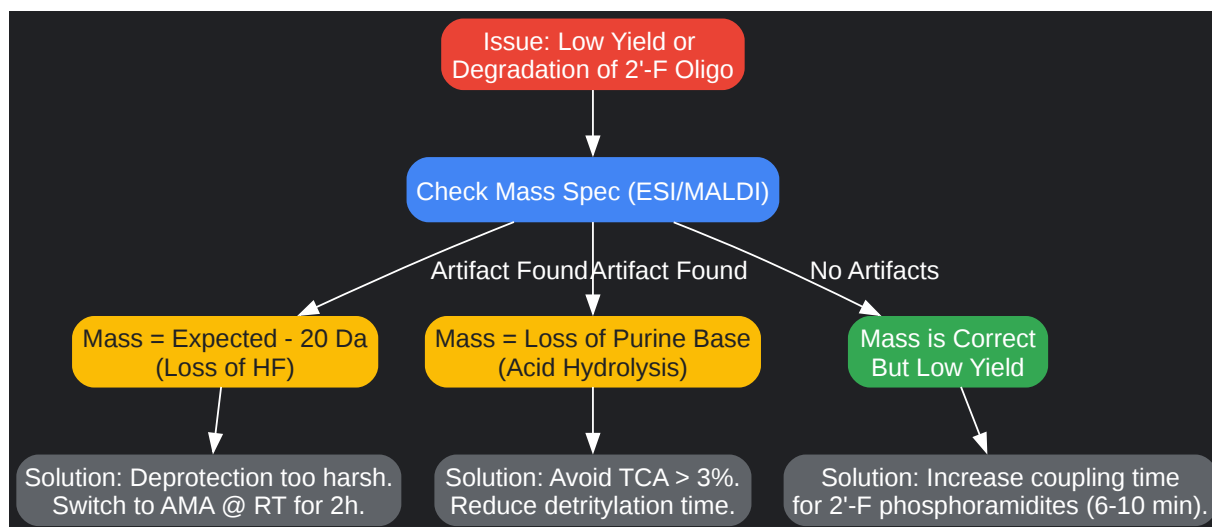 Issue: Low Yield or
Degradation of 2'-F Oligo
Check Mass Spec (ESI/MALDI)
Artifact Found
Artifact Found
No Artifacts
Mass = Expected - 20 Da
(Loss of HF)
Mass = Loss of Purine Base
(Acid Hydrolysis)
Mass is Correct
But Low Yield
Solution: Deprotection too harsh.
Switch to AMA @ RT for 2h.
Solution: Avoid TCA > 3%.
Reduce detritylation time.
Solution: Increase coupling time
for 2'-F phosphoramidites (6-10 min).